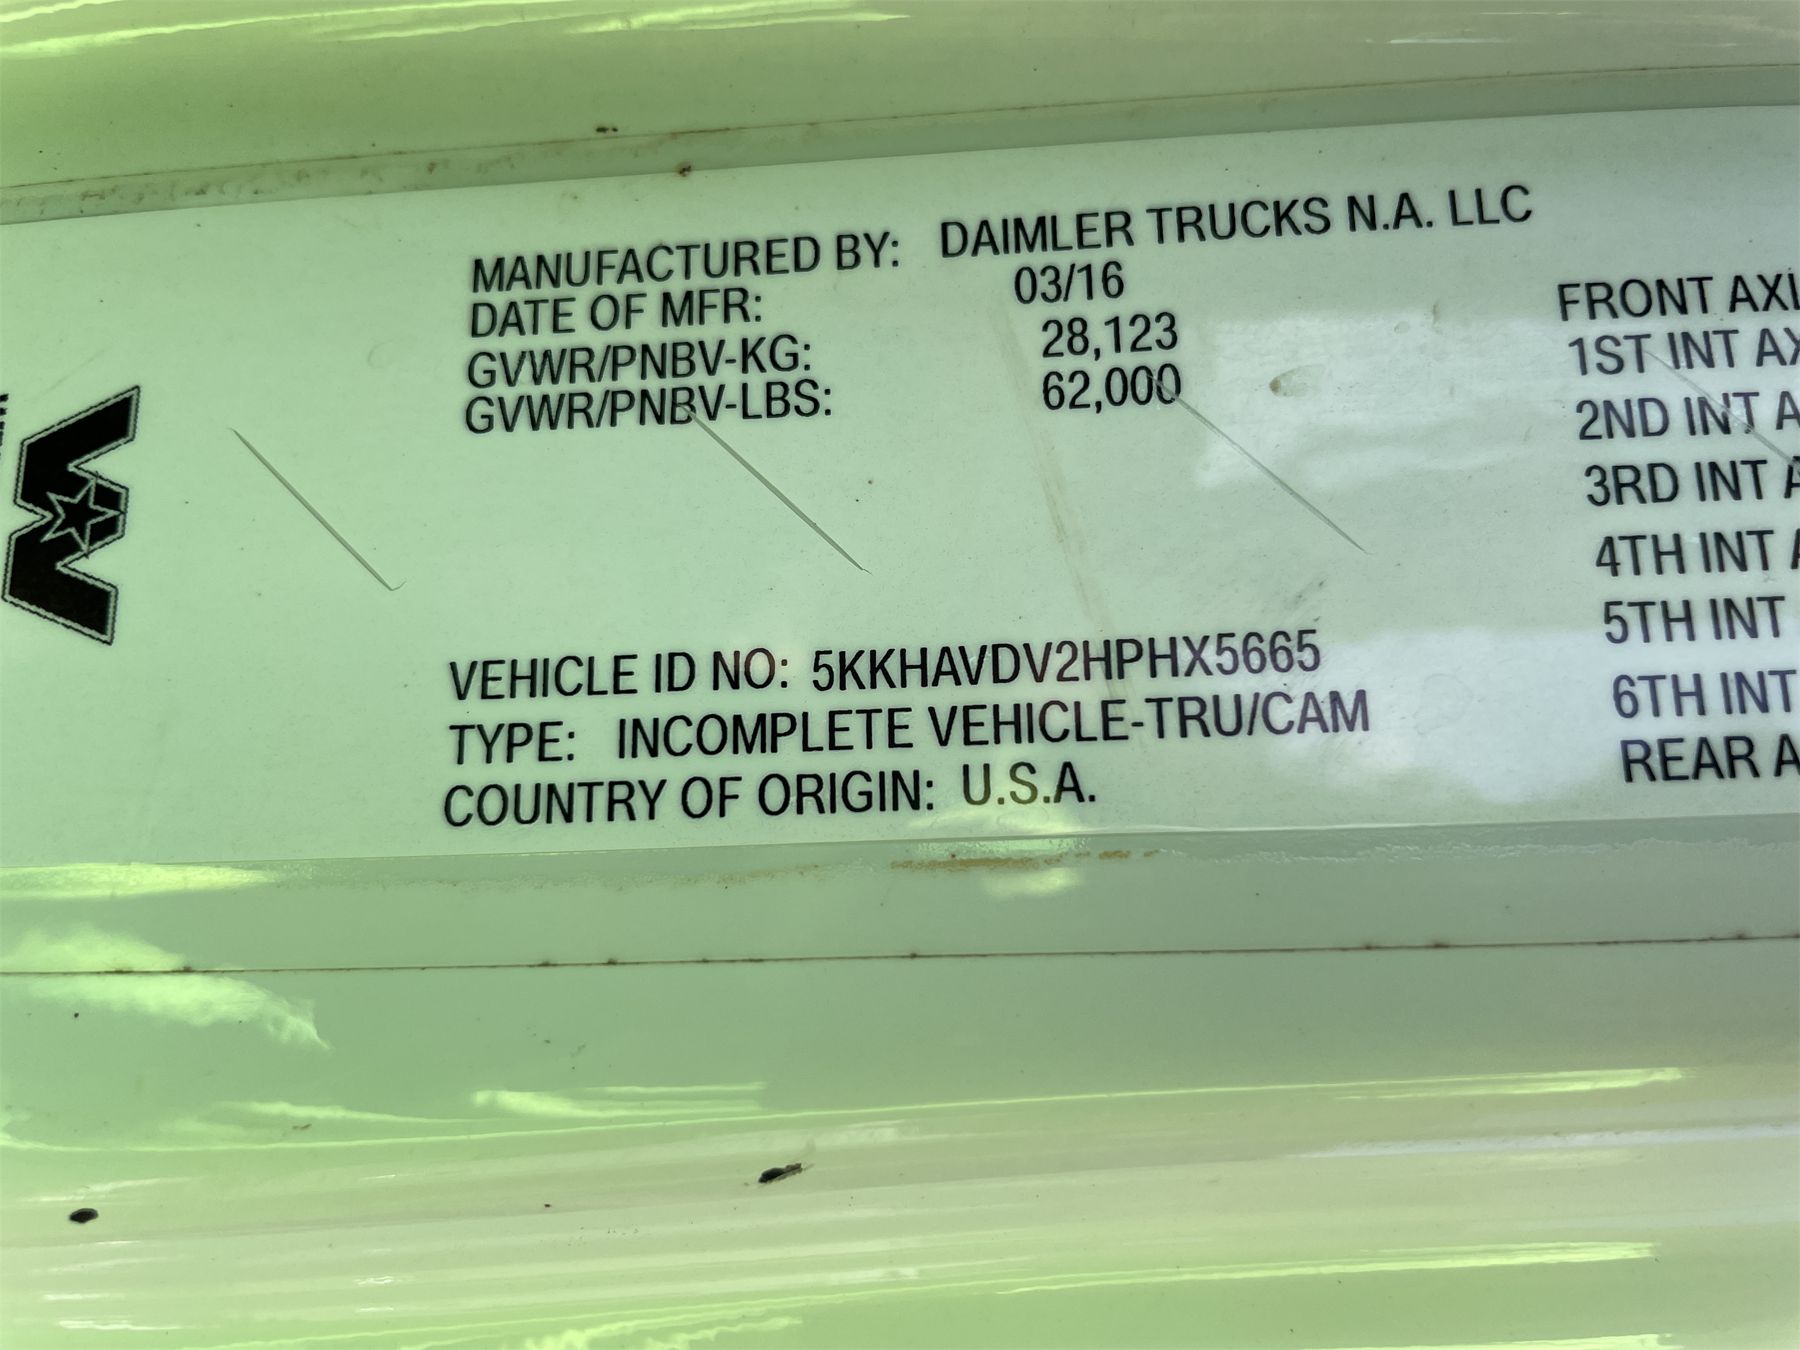 MANUFACTURED BY: DAIMLER TRUCKS N.A. LLC
DATE OF MFR: 03/16
GVWR/PNBV-KG: 28,123
GVWR/PNBV-LBS: 62,000
VEHICLE ID NO: 5KKHAVDV2HPHX5665
TYPE: INCOMPLETE VEHICLE-TRU/CAM
COUNTRY OF ORIGIN: U.S.A.
FRONT
1ST INT
2ND INT
3RD INT
4TH INT
5TH INT
6TH INT
REAR